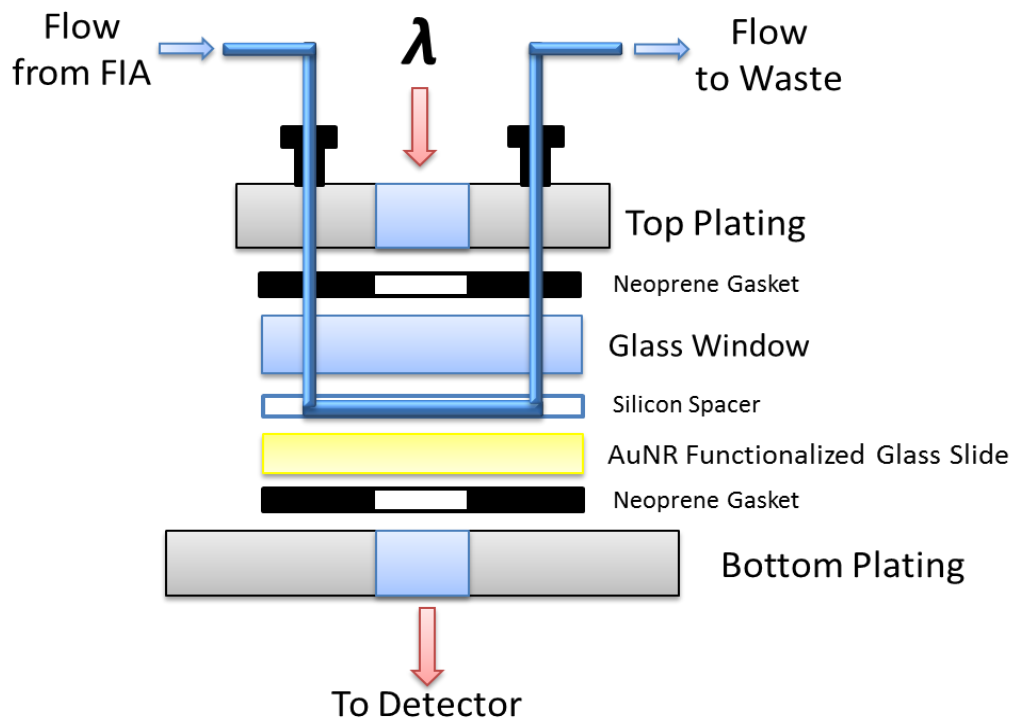 Flow
from FIA
λ
Flow
to Waste
Top Plating
Neoprene Gasket
Glass Window
Silicon Spacer
AuNR Functionalized Glass Slide
Neoprene Gasket
Bottom Plating
To Detector